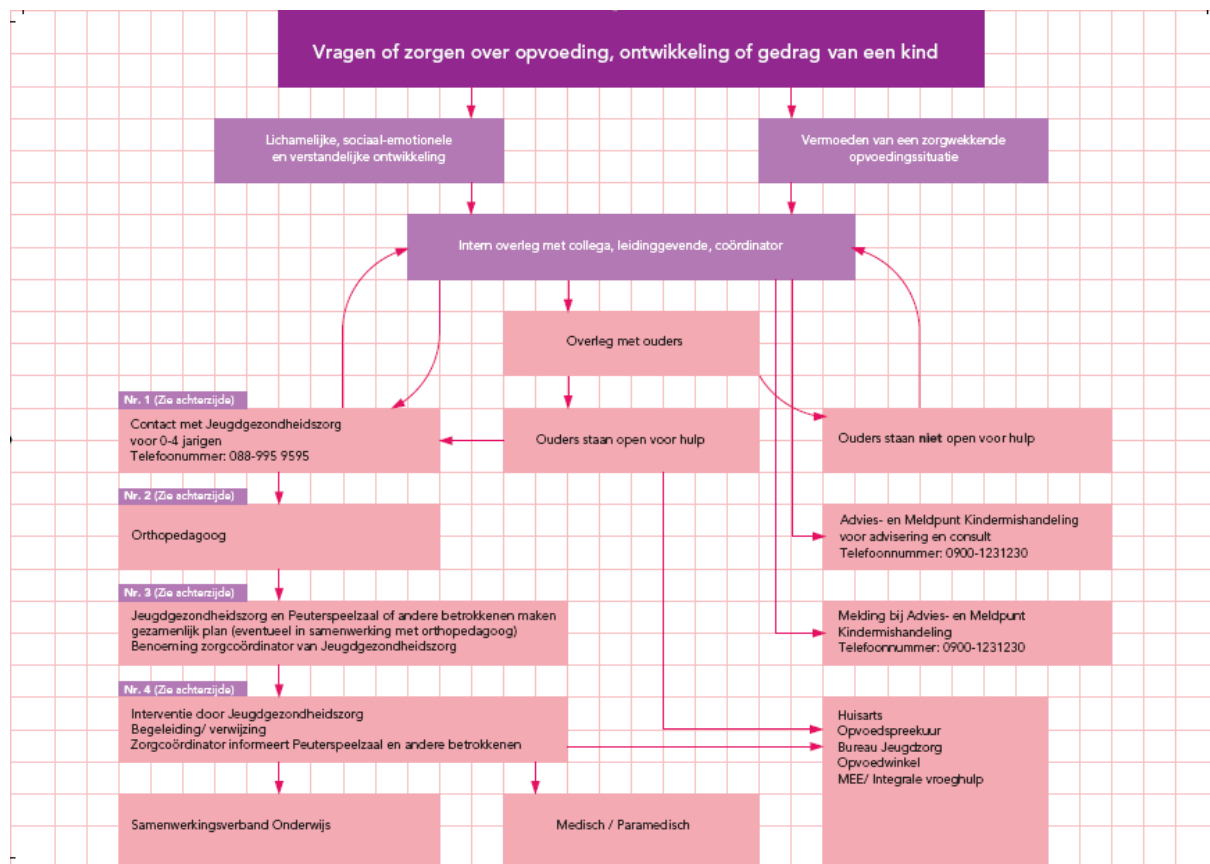 Vragen of zorgen over opvoeding, ontwikkeling of gedrag van een kind
Lichamelijke, sociaal-emotionele
en verstandelijke ontwikkeling
Vermoeden van een zorgwekkende
opvoedingssituatie
Intern overleg met collega, leidinggevende, coördinator
Overleg met ouders
Nr. 1 (Zie achterzijde)
Contact met Jeugdgezondheidszorg
voor 0-4 jarigen
Telefoonummer: 088-995 9595
Ouders staan open voor hulp
Ouders staan niet open voor hulp
Nr. 2 (Zie achterzijde)
Orthopedagoog
Advies- en Meldpunt Kindermishandeling
voor advisering en consult
Telefoonnummer: 0900-1231230
Nr. 3 (Zie achterzijde)
Jeugdgezondheidszorg en Peuterspeelzaal of andere betrokkenen maken
gezamenlijk plan (eventueel in samenwerking met orthopedagoog)
Benoeming zorgcoördinator van Jeugdgezondheidszorg
Melding bij Advies- en Meldpunt
Kindermishandeling
Telefoonnummer: 0900-1231230
Nr. 4 (Zie achterzijde)
Interventie door Jeugdgezondheidszorg
Begeleiding/ verwijzing
Zorgcoördinator informeert Peuterspeelzaal en andere betrokkenen
Huisarts
Opvoedspreekuur
Bureau Jeugdzorg
Opvoedwinkel
MEE/ Integrale vroeghulp
Samenwerkingsverband Onderwijs
Medisch / Paramedisch